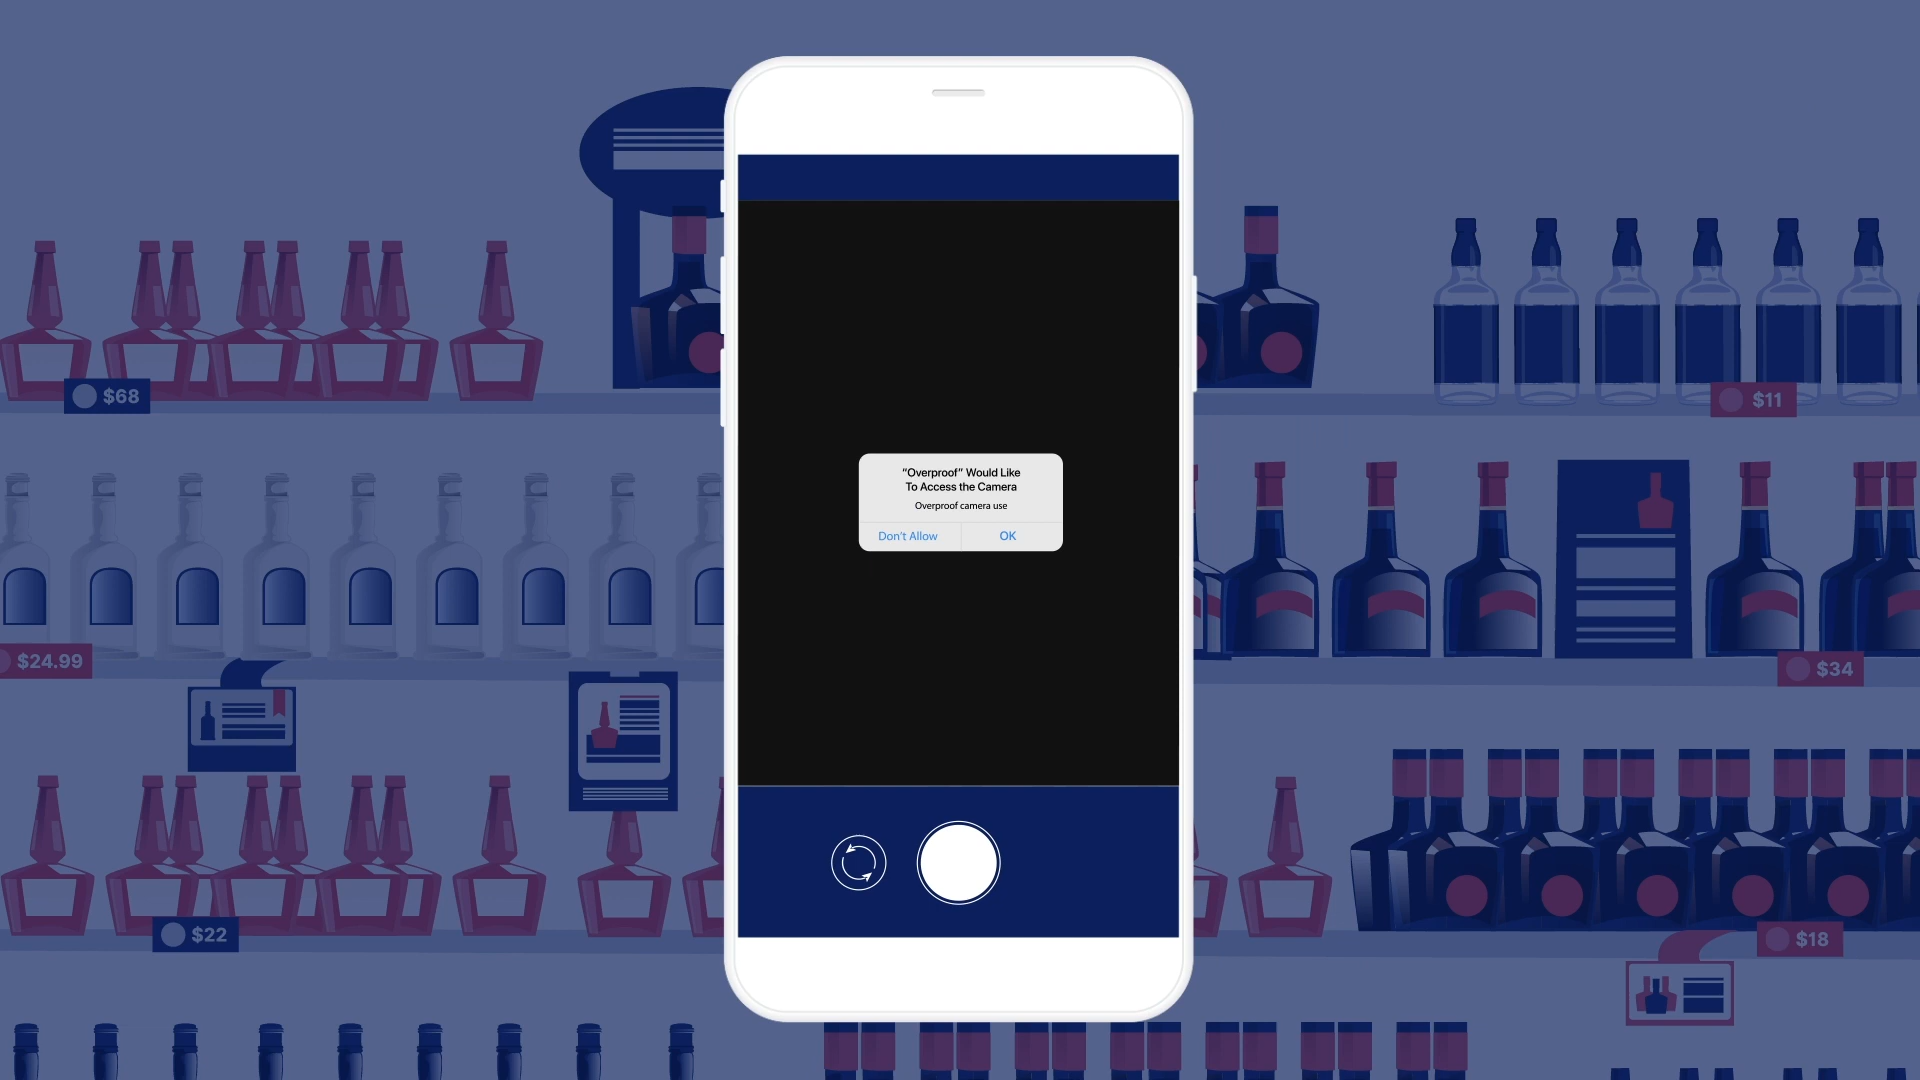 $68
$11
“Overproof” Would Like
To Access the Camera
Overproof camera use
Don't Allow
OK
$24.99
$34
$22
$18